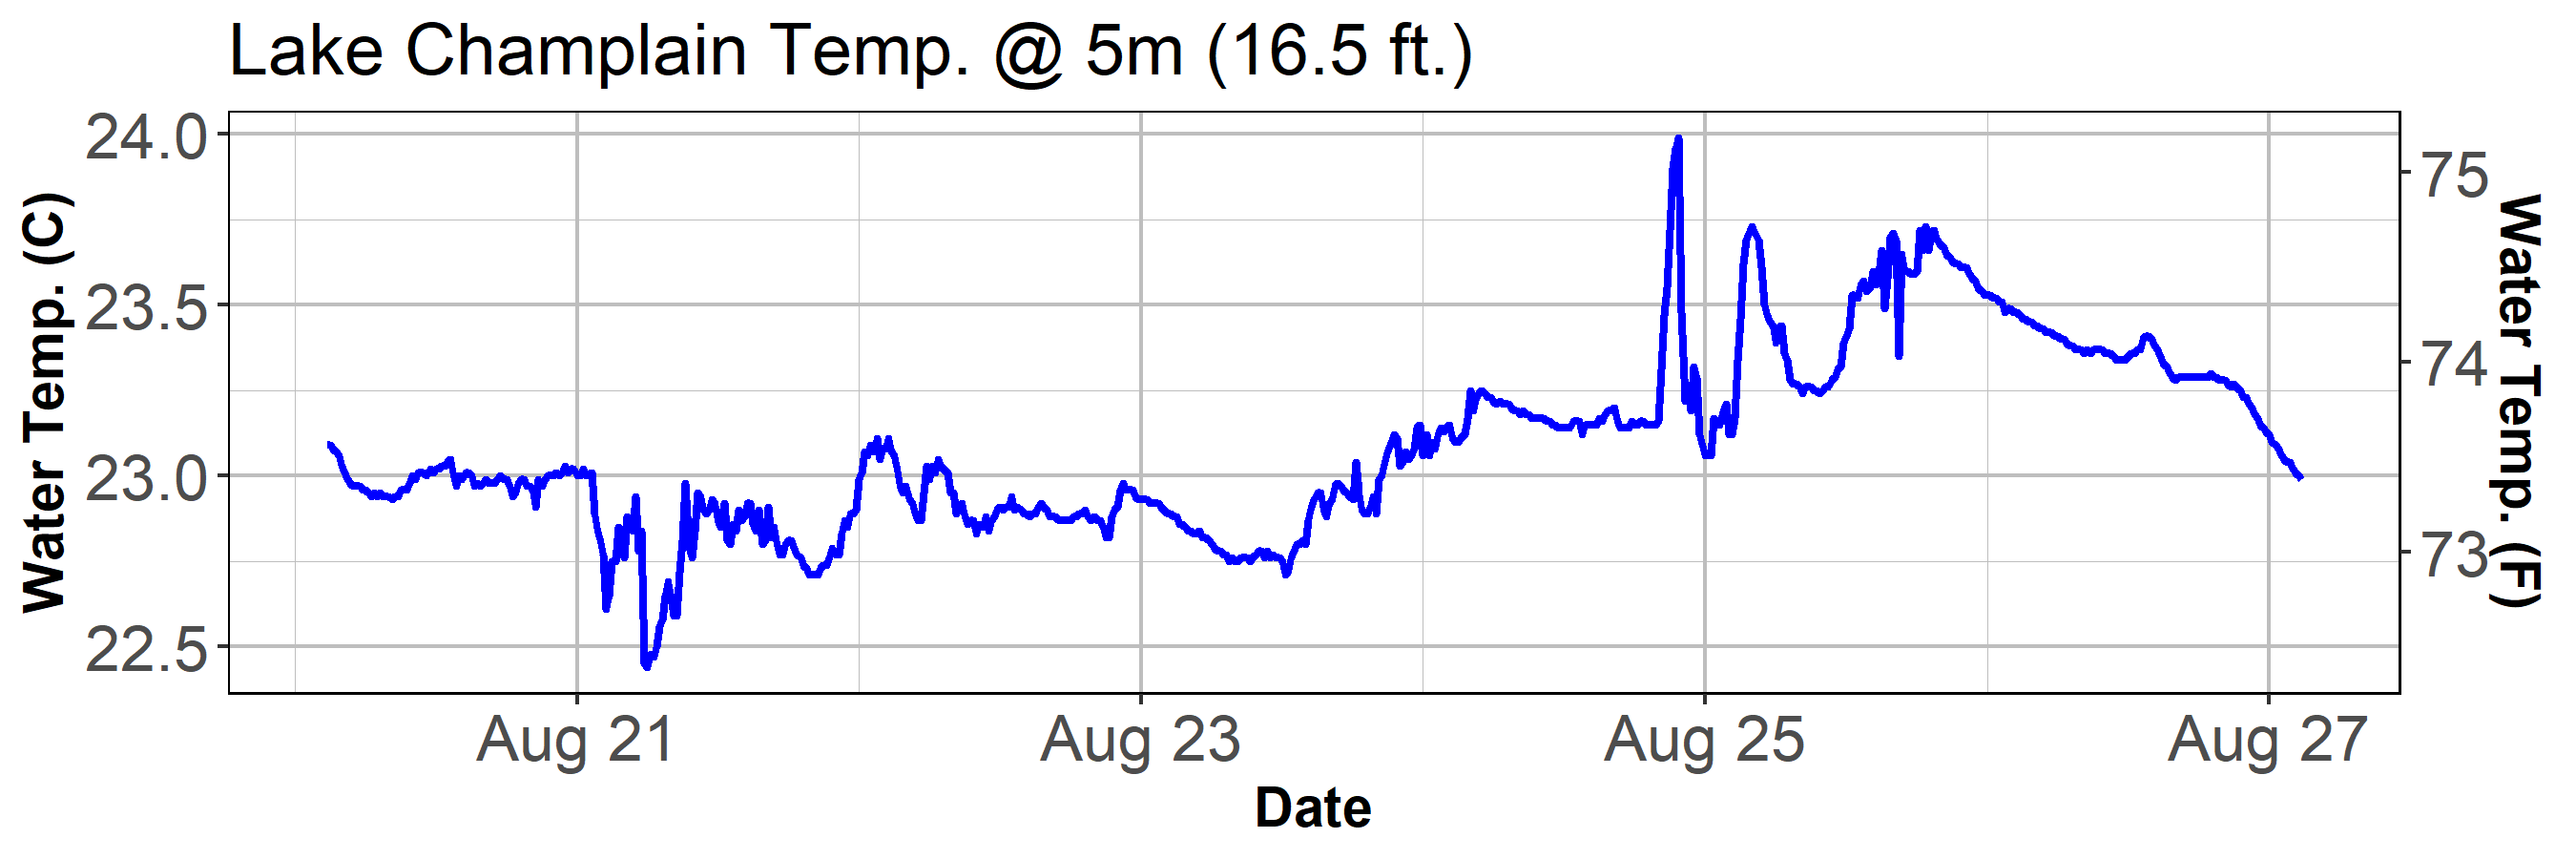 Lake Champlain Temp. @ 5m (16.5 ft.)
Water Temp. (C)
24.0
23.5
23.0
22.5
75
74
73
Water Temp. (F)
Aug 21
Aug 23
Aug 25
Aug 27
Date